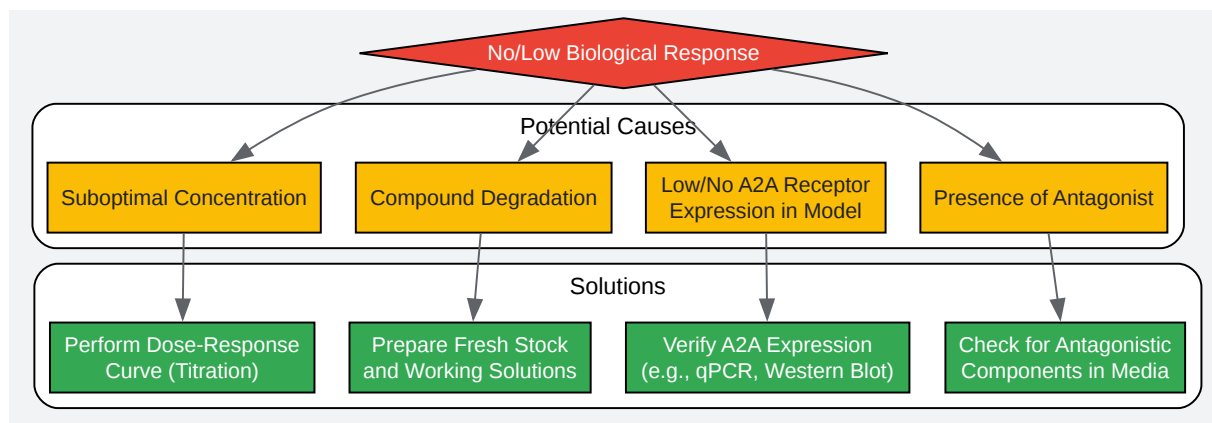 No/Low Biological Response
Potential Causes
Suboptimal Concentration
Compound Degradation
Low/No A2A Receptor
Expression in Model
Presence of Antagonist
Solutions
Perform Dose-Response
Curve (Titration)
Prepare Fresh Stock
and Working Solutions
Verify A2A Expression
(e.g., qPCR, Western Blot)
Check for Antagonistic
Components in Media